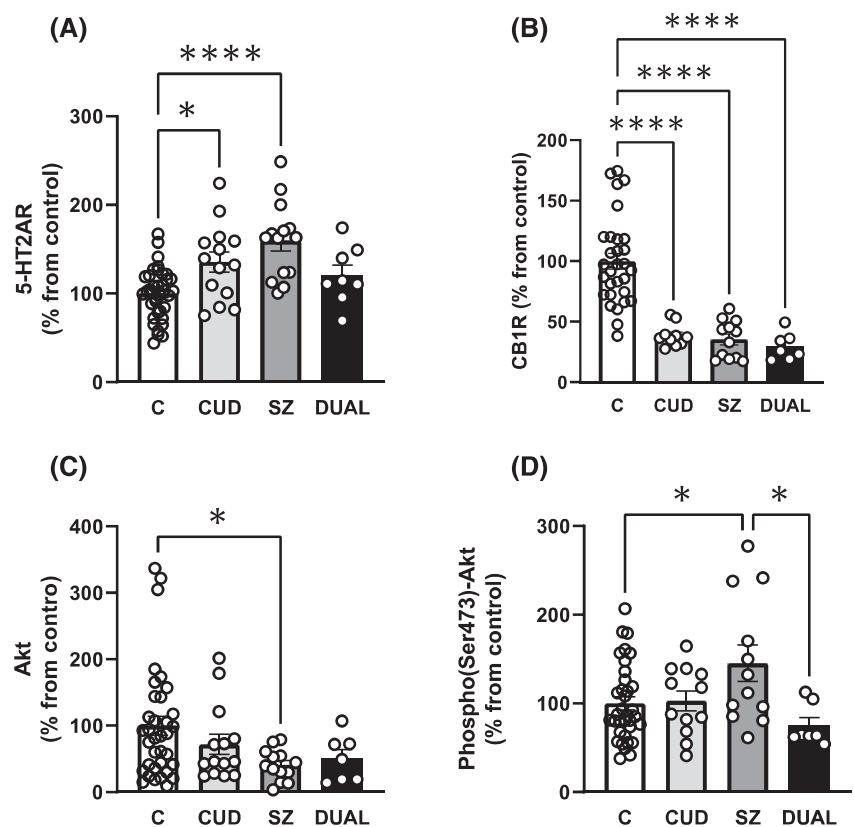 (A)
****
*
300
200
100
0
5-HT2AR
(% from control)
C CUD SZ DUAL
(B)
****
****
****
200
150
100
50
0
CB1R (% from control)
C CUD SZ DUAL
(C)
*
400
300
200
100
0
Akt
(% from contro)
C CUD SZ DUAL
(D)
* *
300
200
100
0
Phospho(Ser473)-Akt
(% from control)
C CUD SZ DUAL